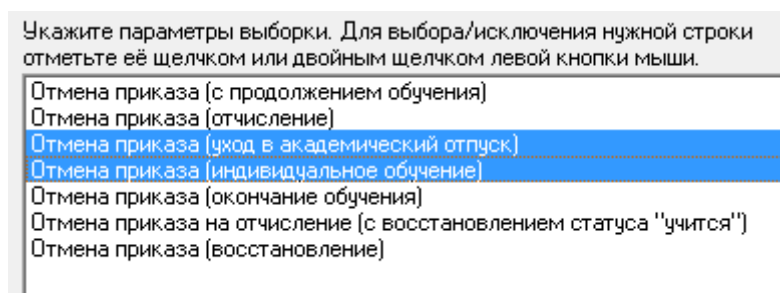 Укажите параметры выборки. Для выбора/исключения нужной строки
отметьте её щелчком или двойным щелчком левой кнопки мыши.
Отмена приказа (с продолжением обучения)
Отмена приказа (отчисление)
Отмена приказа (уход в академический отпуск)
Отмена приказа (индивидуальное обучение)
Отмена приказа (окончание обучения)
Отмена приказа на отчисление (с восстановлением статуса "учится")
Отмена приказа (восстановление)